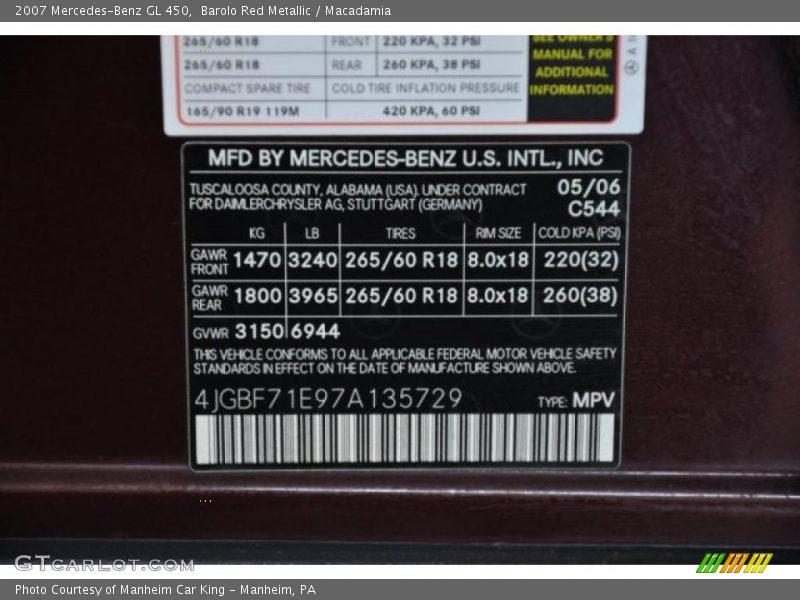 2007 Mercedes-Benz GL 450,  Barolo Red Metallic / Macadamia
265/60 R18 FRONT 220 KPA, 32 PSI
265/60 R18 REAR 260 KPA, 38 PSI
COMPACT SPARE TIRE COLD TIRE INFLATION PRESSURE
165/90 R19 119M 420 KPA, 60 PSI
SEE OWNER'S
MANUAL FOR
ADDITIONAL
INFORMATION
MFD BY MERCEDES-BENZ U.S. INTL., INC
TUSCALOOSA COUNTY, ALABAMA (USA). UNDER CONTRACT 05/06
FOR DAIMLERCHRYSLER AG, STUTTGART (GERMANY) C544
KG LB TIRES RIM SIZE COLD KPA (PSI)
GAWR FRONT 1470 3240 265/60 R18 8.0x18 220(32)
GAWR REAR 1800 3965 265/60 R18 8.0x18 260(38)
GVWR 3150 6944
THIS VEHICLE CONFORMS TO ALL APPLICABLE FEDERAL MOTOR VEHICLE SAFETY
STANDARDS IN EFFECT ON THE DATE OF MANUFACTURE SHOWN ABOVE.
4JGBF71E97A135729 TYPE: MPV
GTCARLOT.COM
Photo Courtesy of Manheim Car King - Manheim, PA